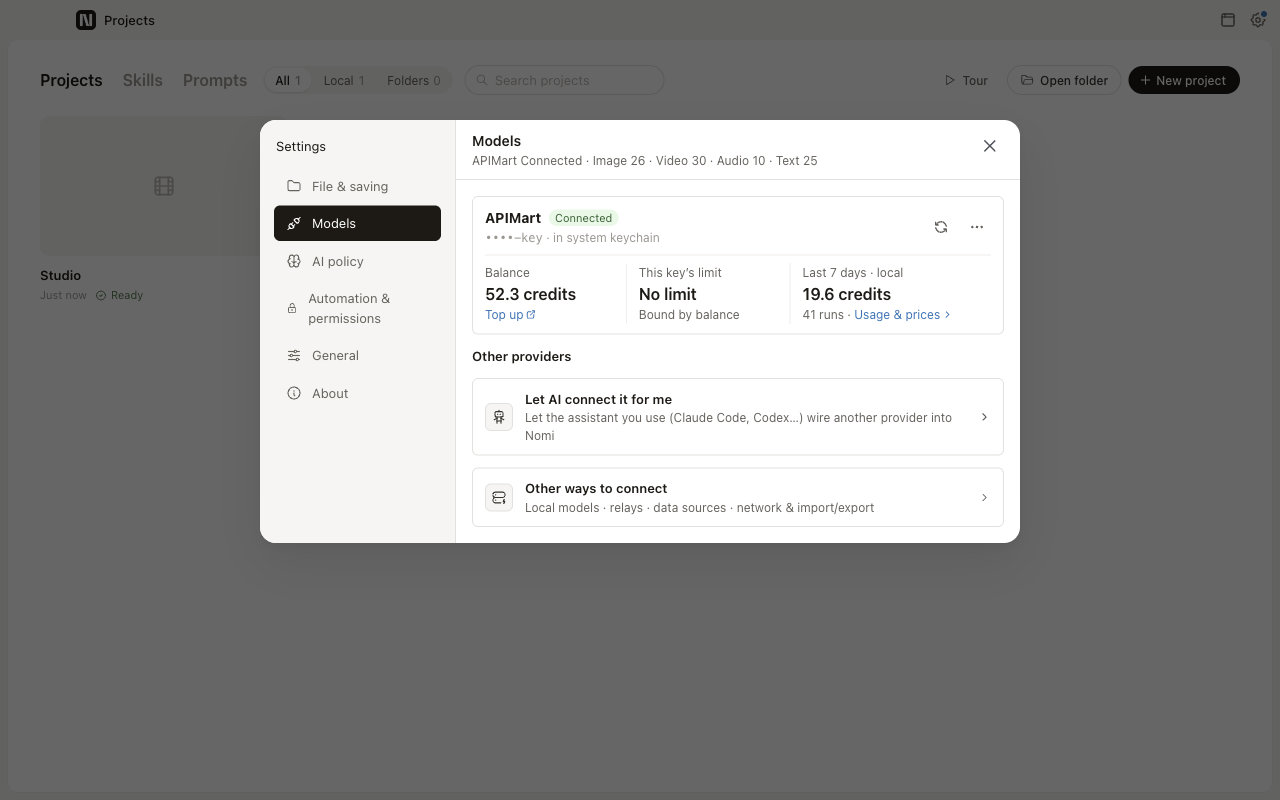 Projects
Projects
Skills
Prompts
All 1
Local 1
Folders 0
Search projects
Tour
Open folder
New project
Studio
Just now
Ready
Settings
File & saving
Models
AI policy
Automation &
permissions
General
About
Models
APIMart Connected · Image 26 · Video 30 · Audio 10 · Text 25
APIMart
Connected
••••–key · in system keychain
Balance
52.3 credits
Top up
This key’s limit
No limit
Bound by balance
Last 7 days · local
19.6 credits
41 runs · Usage & prices
Other providers
Let AI connect it for me
Let the assistant you use (Claude Code, Codex…) wire another provider into
Nomi
Other ways to connect
Local models · relays · data sources · network & import/export